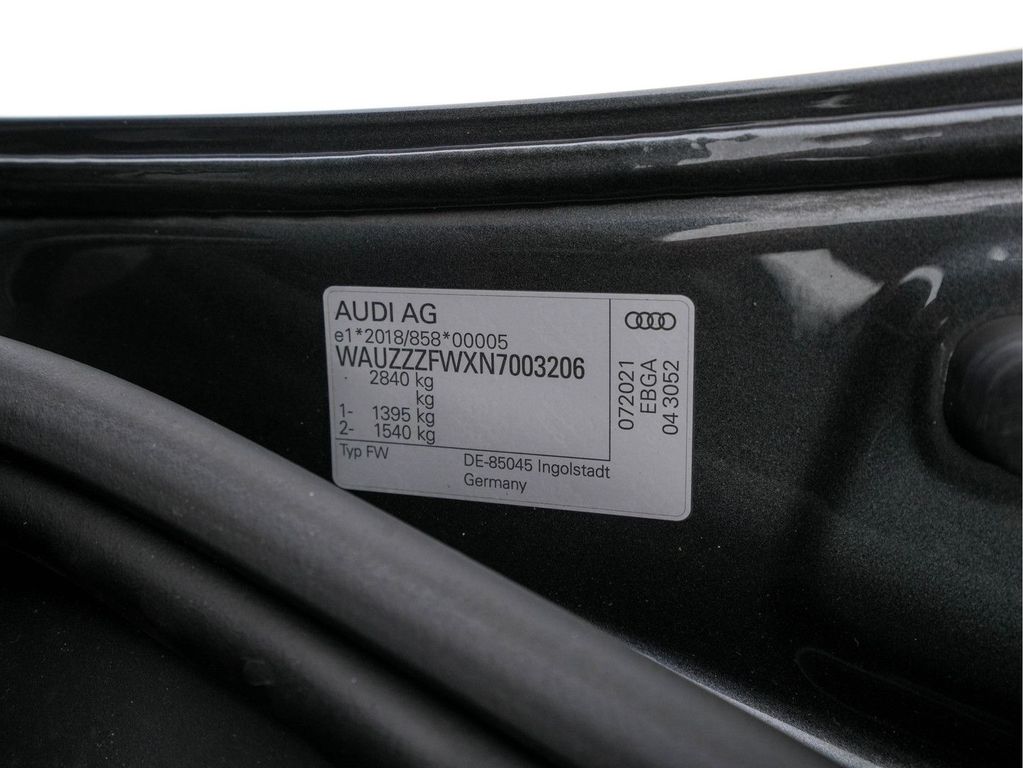 AUDI AG
e1*2018/858*00005
WAUZZZFWXN7003206
2840 kg
kg
1- 1395 kg
2- 1540 kg
Typ FW
DE-85045 Ingolstadt
Germany
072021
EBGA
04 3052